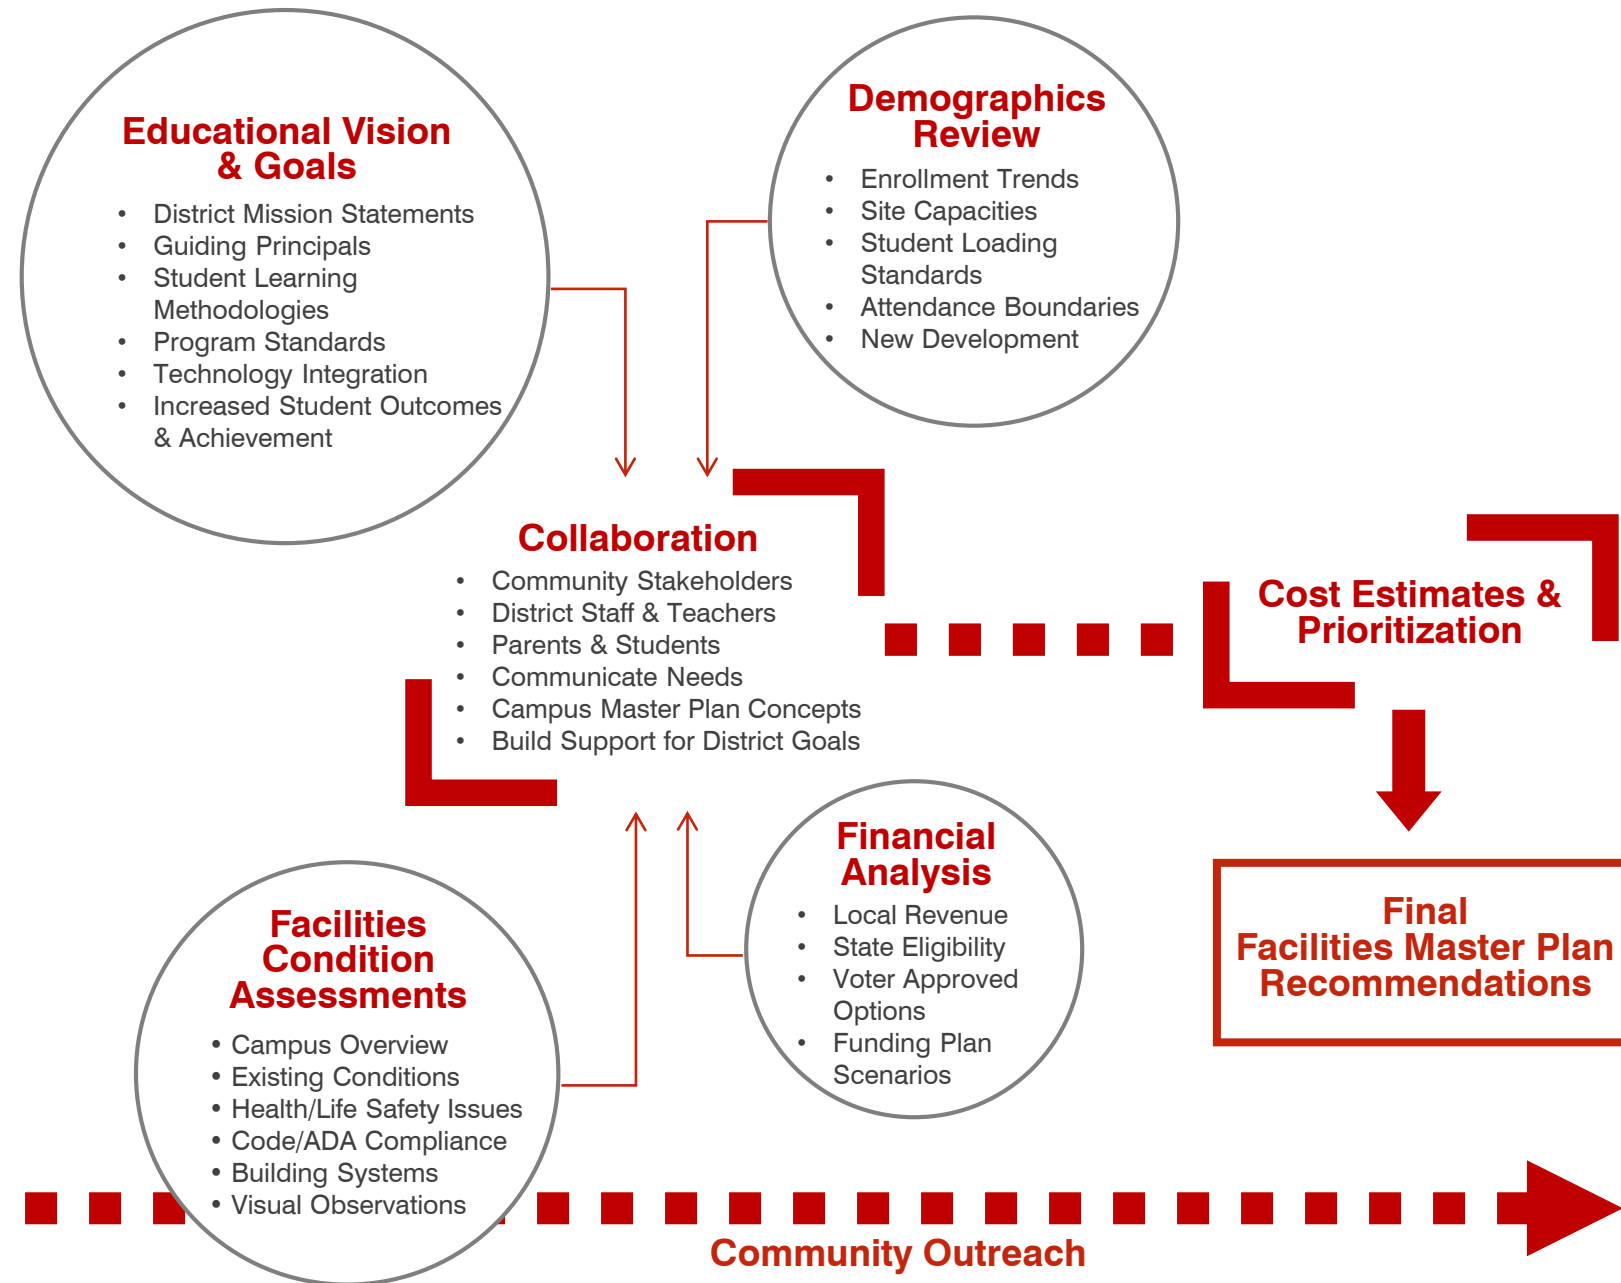 Educational Vision
& Goals
• District Mission Statements
• Guiding Principals
• Student Learning
Methodologies
• Program Standards
• Technology Integration
• Increased Student Outcomes
& Achievement
Demographics
Review
• Enrollment Trends
• Site Capacities
• Student Loading
Standards
• Attendance Boundaries
• New Development
Collaboration
• Community Stakeholders
• District Staff & Teachers
• Parents & Students
• Communicate Needs
• Campus Master Plan Concepts
• Build Support for District Goals
Cost Estimates &
Prioritization
Facilities
Condition
Assessments
• Campus Overview
• Existing Conditions
• Health/Life Safety Issues
• Code/ADA Compliance
• Building Systems
• Visual Observations
Financial
Analysis
• Local Revenue
• State Eligibility
• Voter Approved
Options
• Funding Plan
Scenarios
Final
Facilities Master Plan
Recommendations
Community Outreach